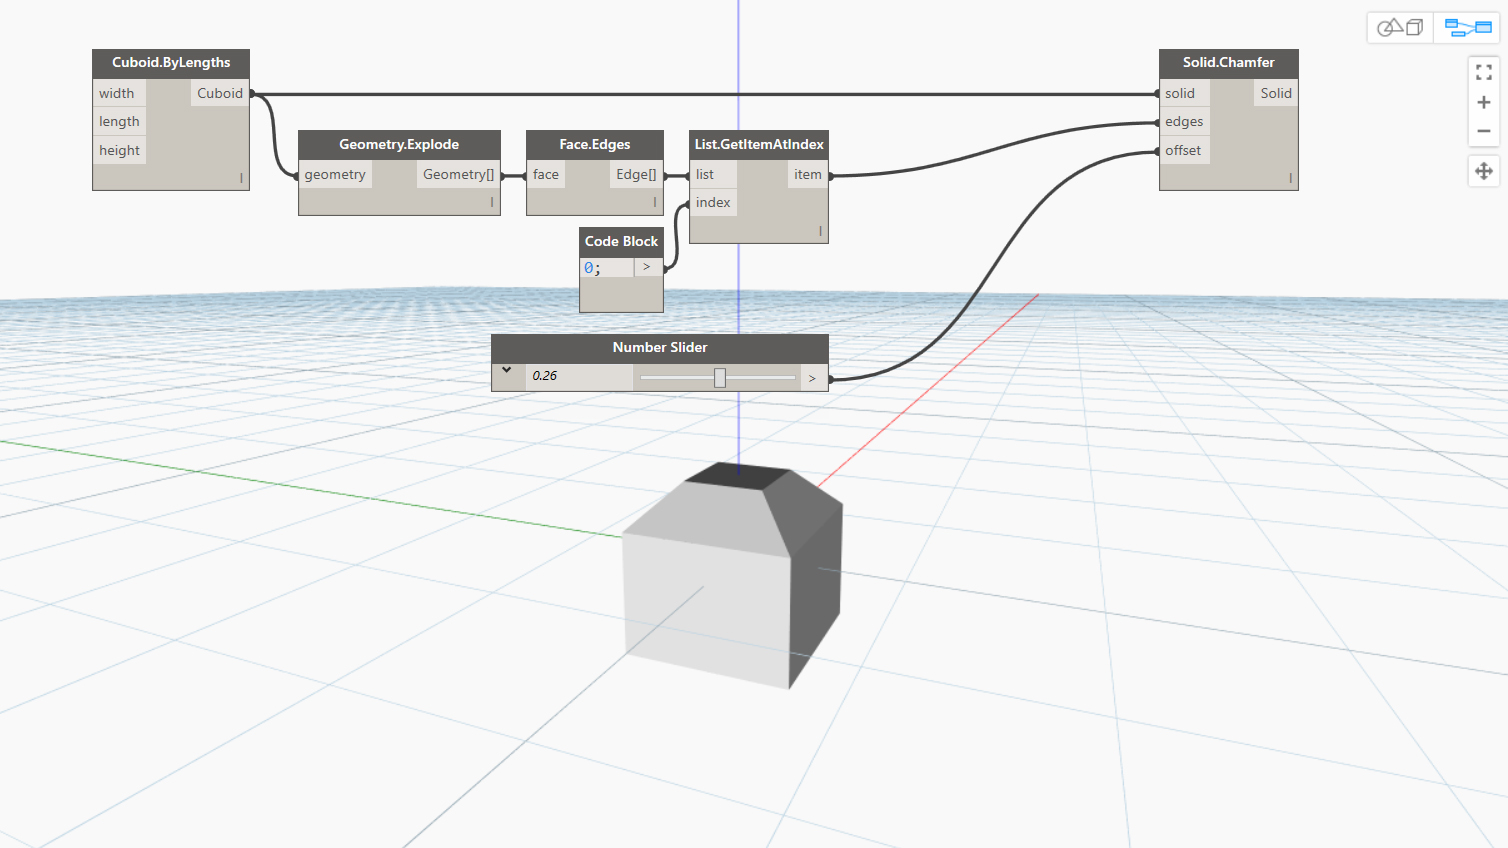 Cuboid.ByLengths
width
Cuboid
length
height
|
Geometry.Explode
geometry
Geometry[]
|
Face.Edges
face
Edge[]
|
List.GetItemAtIndex
list
item
index
|
Code Block
0;
>
Number Slider
0.26
>
Solid.Chamfer
solid
Solid
edges
offset
|